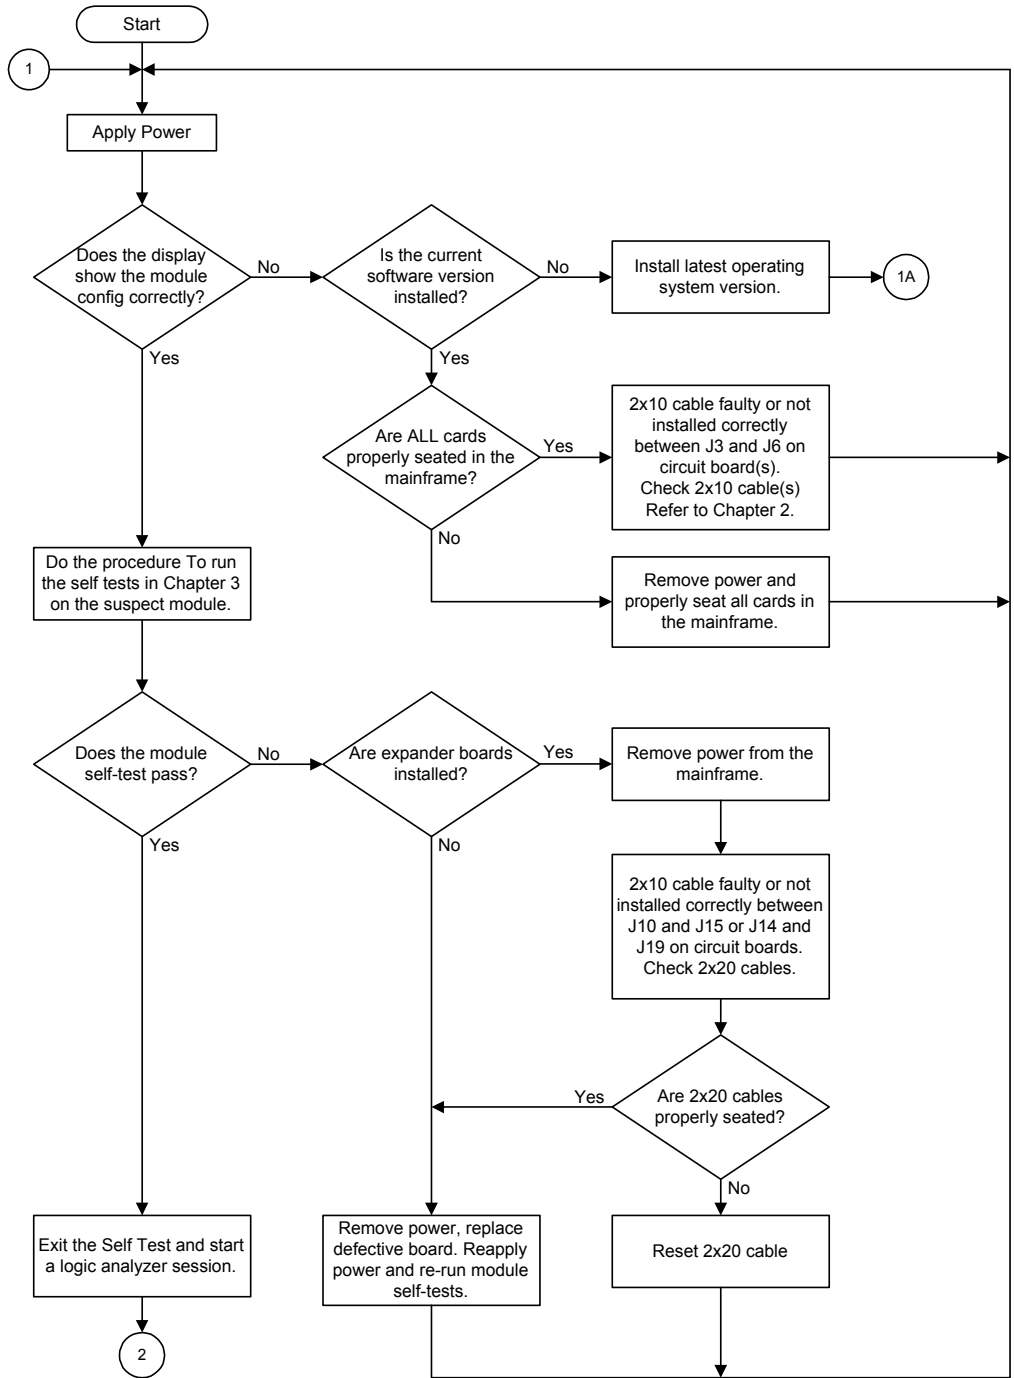 Start
1
Apply Power
Does the display
show the module
config correctly?
No
Is the current
software version
installed?
No
Install latest operating
system version.
1A
Yes
Yes
Are ALL cards
properly seated in the
mainframe?
Yes
2x10 cable faulty or not
installed correctly
between J3 and J6 on
circuit board(s).
Check 2x10 cable(s)
Refer to Chapter 2.
No
Do the procedure To run
the self tests in Chapter 3
on the suspect module.
Remove power and
properly seat all cards in
the mainframe.
Does the module
self-test pass?
No
Are expander boards
installed?
Yes
Remove power from the
mainframe.
Yes
No
2x10 cable faulty or not
installed correctly between
J10 and J15 or J14 and
J19 on circuit boards.
Check 2x20 cables.
Yes
Are 2x20 cables
properly seated?
No
Exit the Self Test and start
a logic analyzer session.
Remove power, replace
defective board. Reapply
power and re-run module
self-tests.
Reset 2x20 cable
2